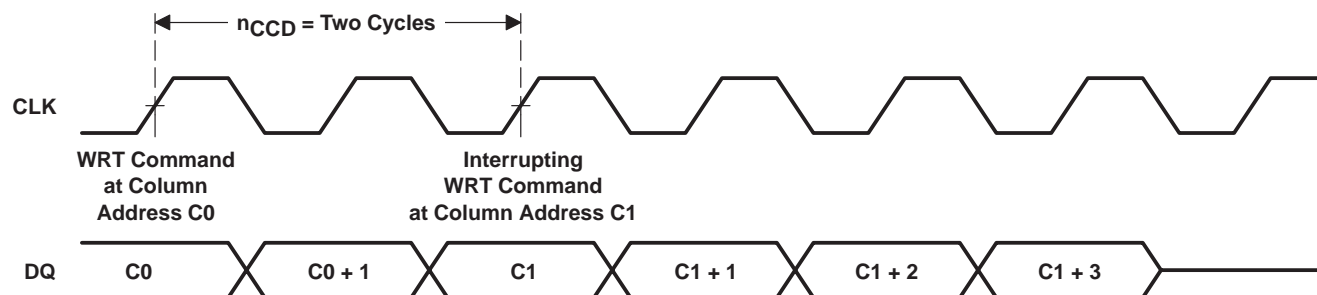 nCCD = Two Cycles
CLK
WRT Command
at Column
Address C0
Interrupting
WRT Command
at Column Address C1
DQ
C0
C0 + 1
C1
C1 + 1
C1 + 2
C1 + 3